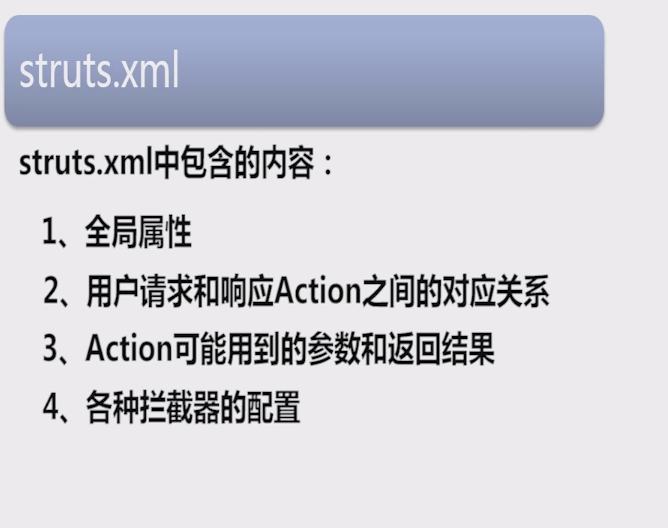 struts.xml
struts.xml中包含的内容：
1、全局属性
2、用户请求和响应Action之间的对应关系
3、Action可能用到的参数和返回结果
4、各种拦截器的配置